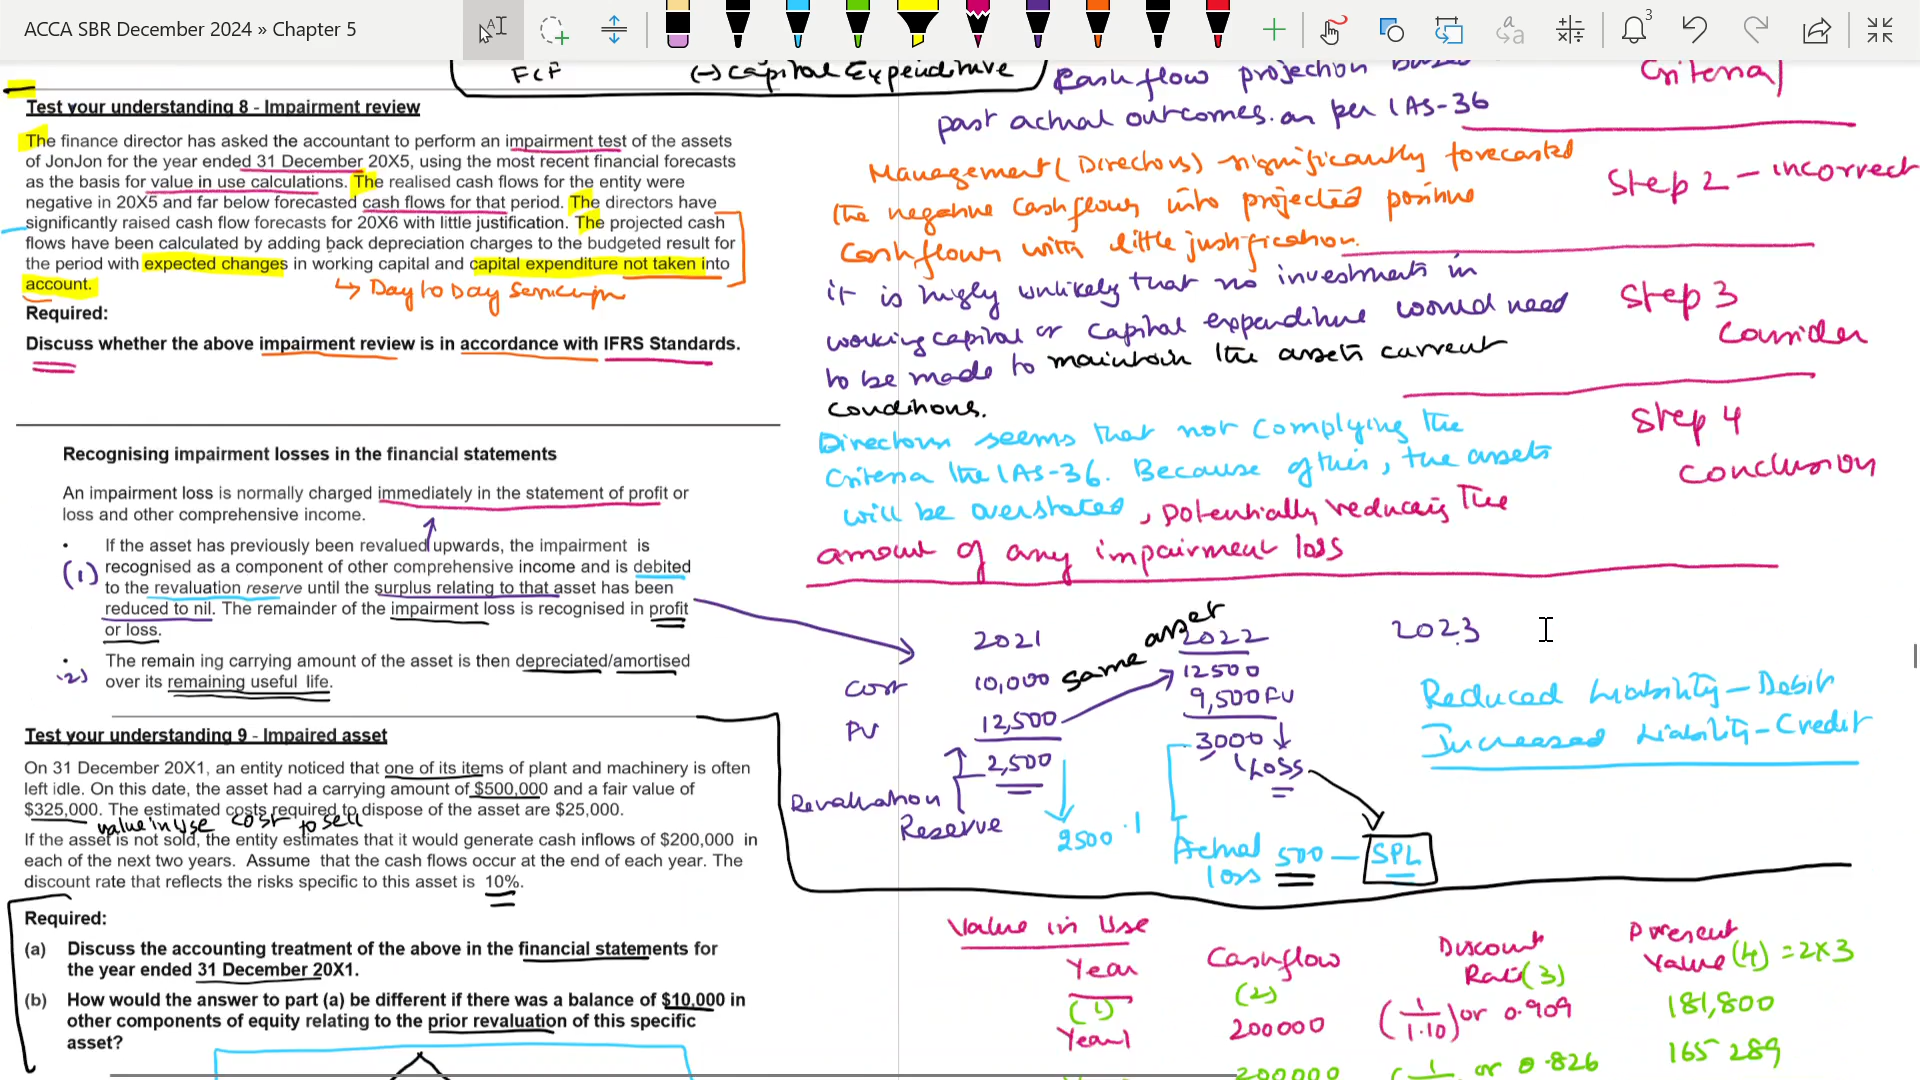 ACCA SBR December 2024 » Chapter 5
3
FCF (-) Capital Expenditure
Test your understanding 8 - Impairment review
The finance director has asked the accountant to perform an impairment test of the assets
of JonJon for the year ended 31 December 20X5, using the most recent financial forecasts
as the basis for value in use calculations. The realised cash flows for the entity were
negative in 20X5 and far below forecasted cash flows for that period. The directors have
significantly raised cash flow forecasts for 20X6 with little justification. The projected cash
flows have been calculated by adding back depreciation charges to the budgeted result for
the period with expected changes in working capital and capital expenditure not taken into
account.
↳ Day to Day Servicing
Required:
Discuss whether the above impairment review is in accordance with IFRS Standards.
Recognising impairment losses in the financial statements
An impairment loss is normally charged immediately in the statement of profit or
loss and other comprehensive income.
• If the asset has previously been revalued upwards, the impairment is
(1) recognised as a component of other comprehensive income and is debited
to the revaluation reserve until the surplus relating to that asset has been
reduced to nil. The remainder of the impairment loss is recognised in profit
or loss.
• The remain ing carrying amount of the asset is then depreciated/amortised
(2) over its remaining useful life.
Test your understanding 9 - Impaired asset
On 31 December 20X1, an entity noticed that one of its items of plant and machinery is often
left idle. On this date, the asset had a carrying amount of $500,000 and a fair value of
$325,000. The estimated costs required to dispose of the asset are $25,000.
value in Use cost to sell
If the asset is not sold, the entity estimates that it would generate cash inflows of $200,000 in
each of the next two years. Assume that the cash flows occur at the end of each year. The
discount rate that reflects the risks specific to this asset is 10%.
Required:
(a) Discuss the accounting treatment of the above in the financial statements for
the year ended 31 December 20X1.
(b) How would the answer to part (a) be different if there was a balance of $10,000 in
other components of equity relating to the prior revaluation of this specific
asset?
Cash flow projection based
past actual outcomes. on per IAS-36
Criteria
Management (Directors) significantly forecasted
the negative cashflows into projected positive
Cashflows with little justification.
Step 2 - incorrect
it is higly unlikely that no investments in
working capital or capital expenditure would need
to be made to maintain the assets current
conditions.
Step 3
Consider
Directors seems that not complying the
Criteria the IAS-36. Because of this, the assets
will be overstated, potentially reducing The
amount of any impairment loss
Step 4
Conclusion
2021 same asset 2022 2023
Cost 10,000 12500
FV 12,500 9,500 FV
2,500 3000 ↓
(Loss
Revaluation
Reserve
2500
Actual
loss 500 — SPL
Reduced Liability - Debit
Increased Liability - Credit
Value in Use
Year Cashflow Discount Rate (3) Present Value (4) = 2x3
(1) (2)
Year 1 200000 (1/1.10) or 0.909 181,800
200000 or 0.826 165 289